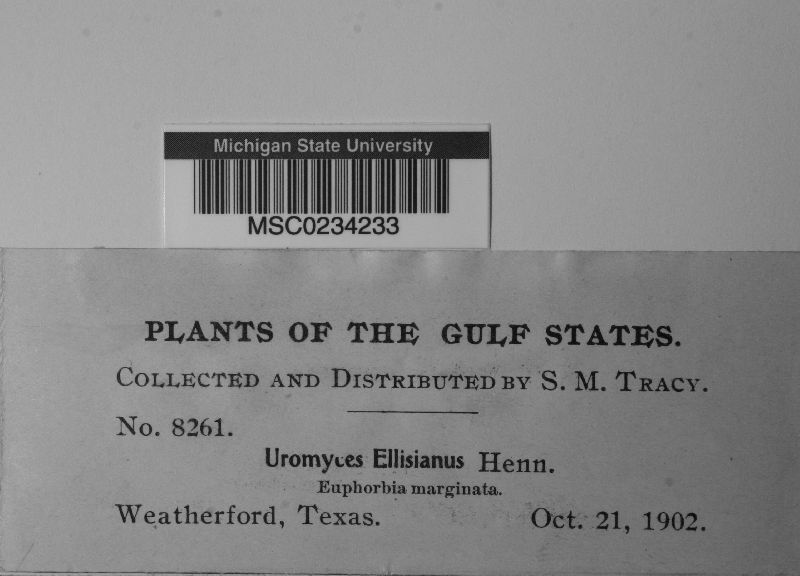 Michigan State University
MSC0234233
PLANTS OF THE GULF STATES.
COLLECTED AND DISTRIBUTED BY S. M. TRACY.
No. 8261.
Uromyces Ellisianus Henn.
Euphorbia marginata.
Weatherford, Texas. Oct. 21, 1902.